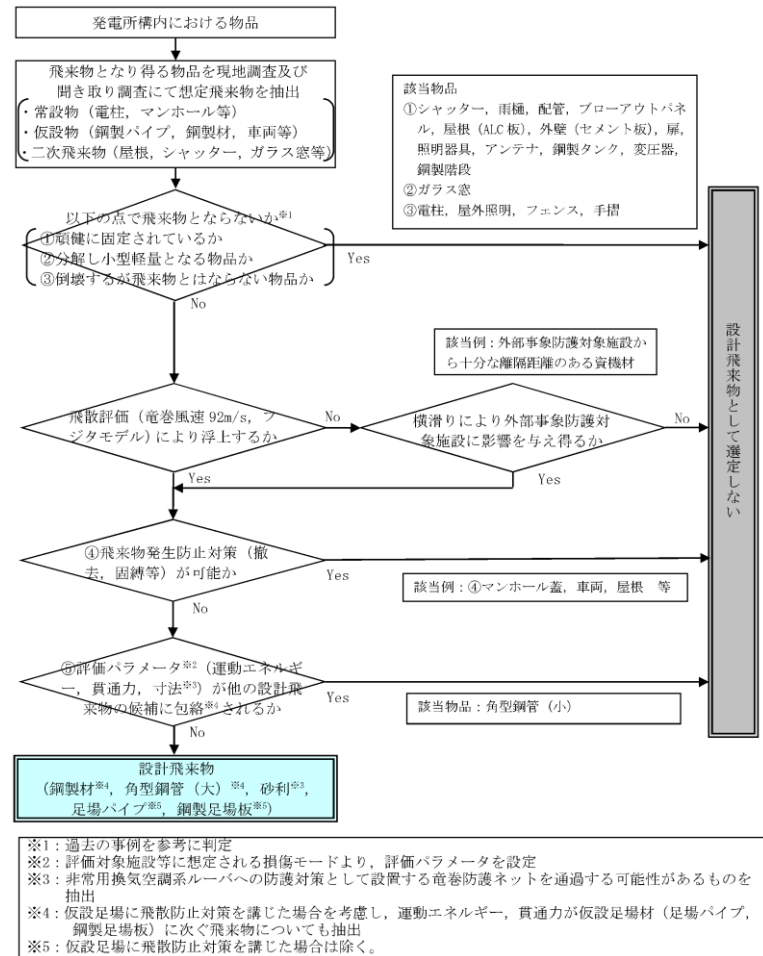 発電所構内における物品
飛来物となり得る物品を現地調査及び
聞き取り調査にて想定飛来物を抽出
・常設物（電柱，マンホール等）
・仮設物（鋼製パイプ，鋼製材，車両等）
・二次飛来物（屋根，シャッター，ガラス窓等）
該当物品
①シャッター，雨樋，配管，ブローアウトパネ
ル，屋根（ALC板），外壁（セメント板），扉，
照明器具，アンテナ，鋼製タンク，変圧器，
鋼製階段
②ガラス窓
③電柱，屋外照明，フェンス，手摺
以下の点で飛来物とならないか※1
①頑健に固定されているか
②分解し小型軽量となる物品か
③倒壊するが飛来物とはならない物品か
Yes
No
設計飛来物として選定しない
該当例：外部事象防護対象施設か
ら十分な離隔距離のある資機材
飛散評価（竜巻風速92m/s，フ
ジタモデル）により浮上するか
No
横滑りにより外部事象防護対
象施設に影響を与え得るか
No
Yes
Yes
④飛来物発生防止対策（撤
去，固縛等）が可能か
Yes
該当例：④マンホール蓋，車両，屋根　等
No
⑤評価パラメータ※2（運動エネルギ
ー，貫通力，寸法※3）が他の設計飛
来物の候補に包絡※4されるか
Yes
該当物品：角型鋼管（小）
No
設計飛来物
（鋼製材※4，角型鋼管（大）※4，砂利※3，
足場パイプ※5，鋼製足場板※5）
※1：過去の事例を参考に判定
※2：評価対象施設等に想定される損傷モードより，評価パラメータを設定
※3：非常用換気空調系ルーバへの防護対策として設置する竜巻防護ネットを通過する可能性があるものを
抽出
※4：仮設足場に飛散防止対策を講じた場合を考慮し，運動エネルギー，貫通力が仮設足場材（足場パイプ，
鋼製足場板）に次ぐ飛来物についても抽出
※5：仮設足場に飛散防止対策を講じた場合は除く。